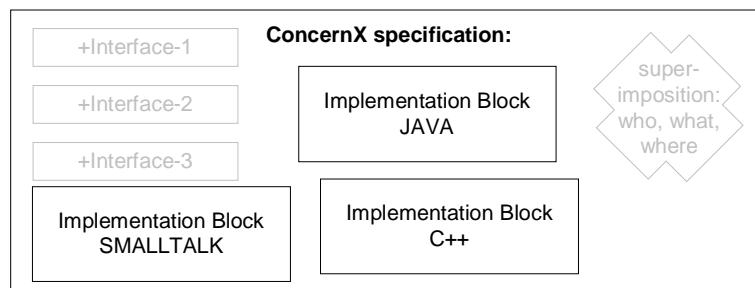 ConcernX specification:
+Interface-1
+Interface-2
+Interface-3
Implementation Block
JAVA
super-
imposition:
who, what,
where
Implementation Block
SMALLTALK
Implementation Block
C++